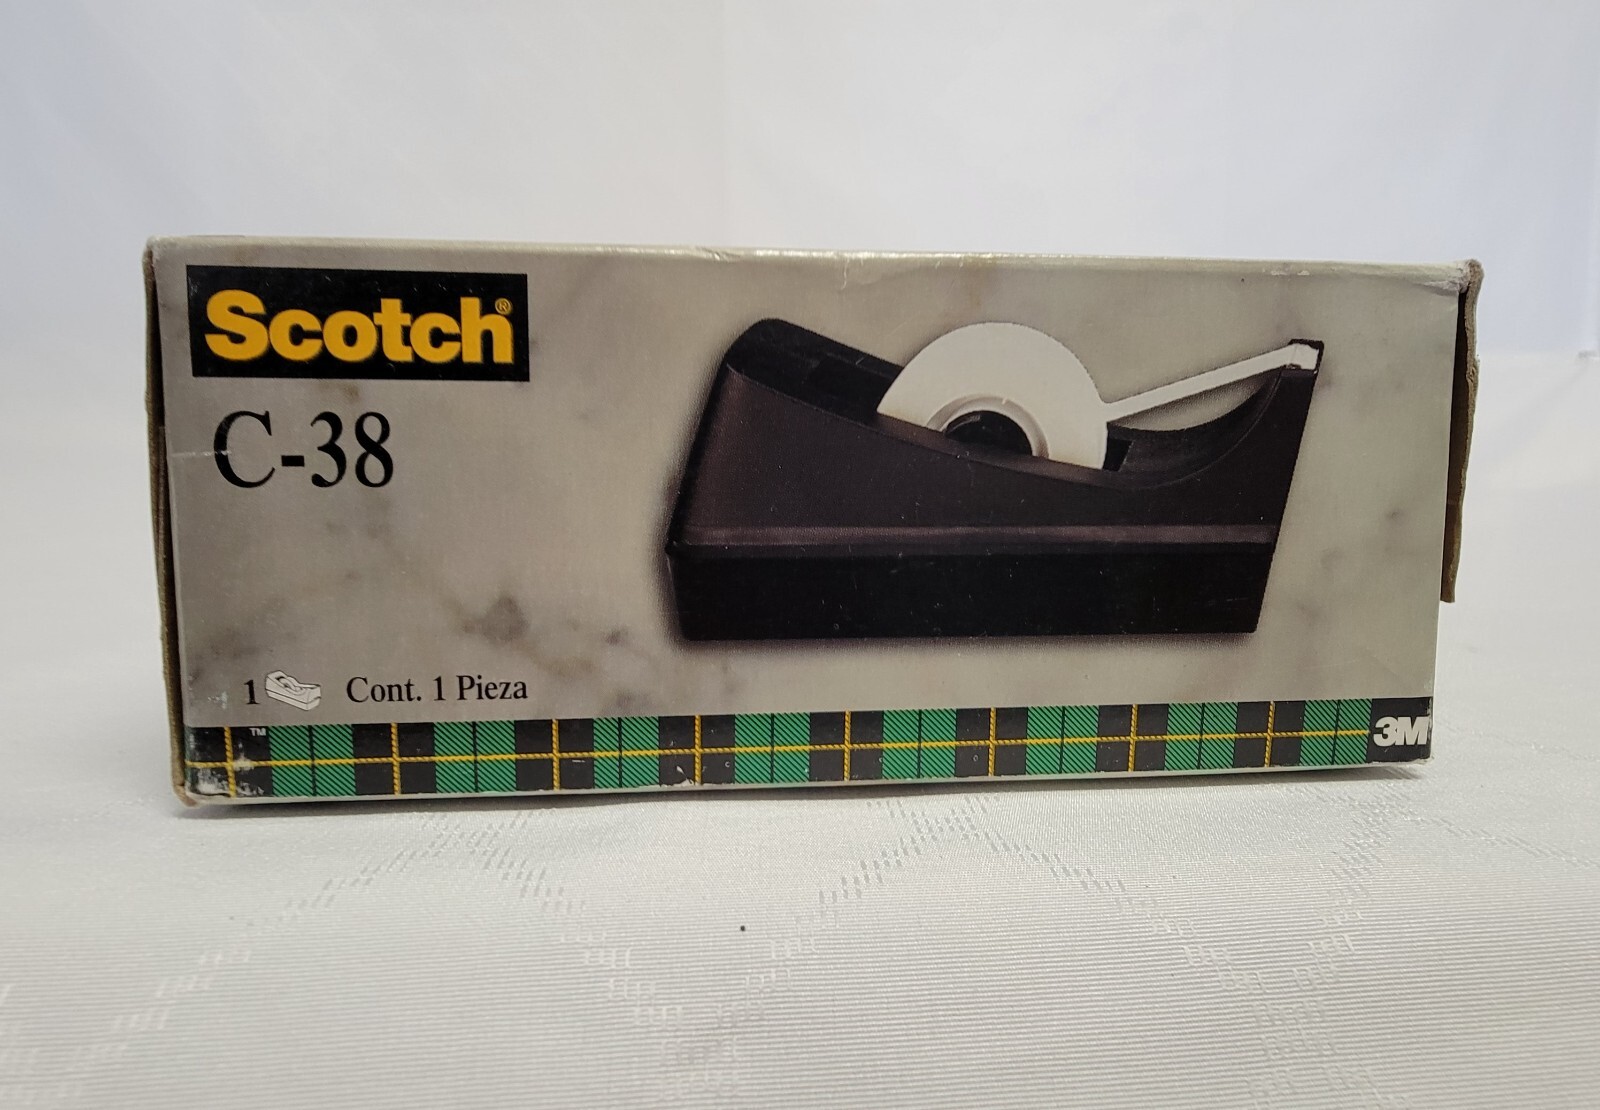 Scotch®
C-38
1 Cont. 1 Pieza
™
3M